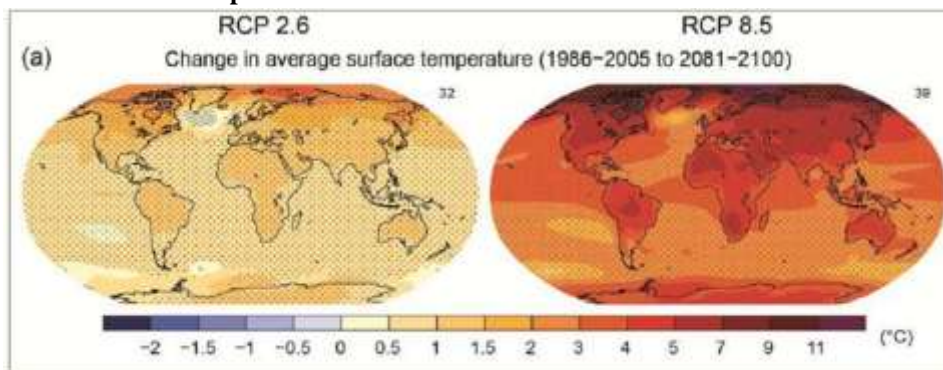 RCP 2.6 RCP 8.5
(a) Change in average surface temperature (1986−2005 to 2081−2100)
32 39
−2 −1.5 −1 −0.5 0 0.5 1 1.5 2 3 4 5 7 9 11 (°C)